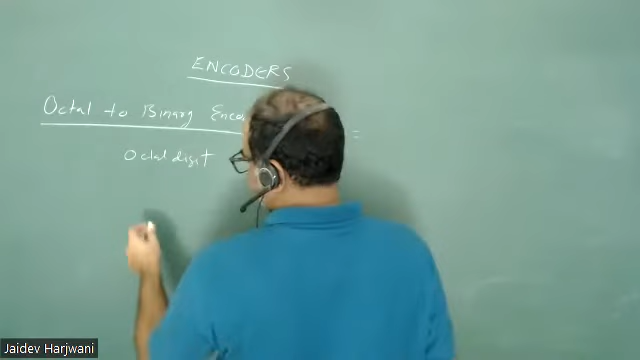 ENCODERS
Octal to Binary =
Octal digit
Jaidev Harjwani